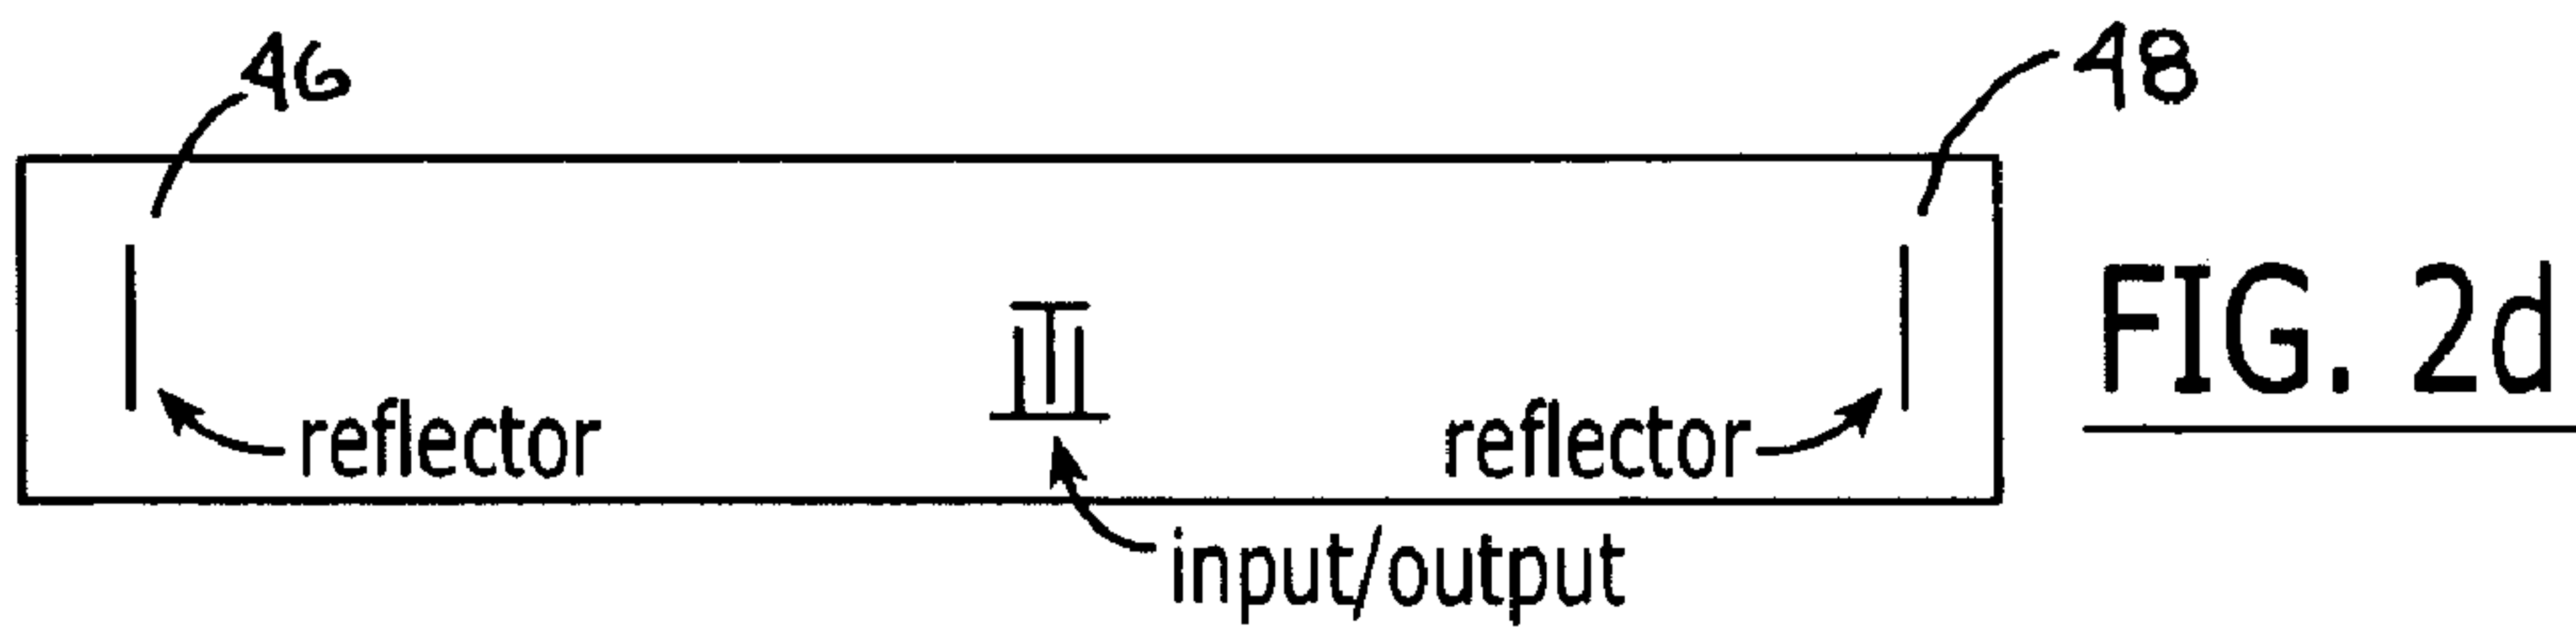 46
48
FIG. 2d
reflector
reflector
input/output